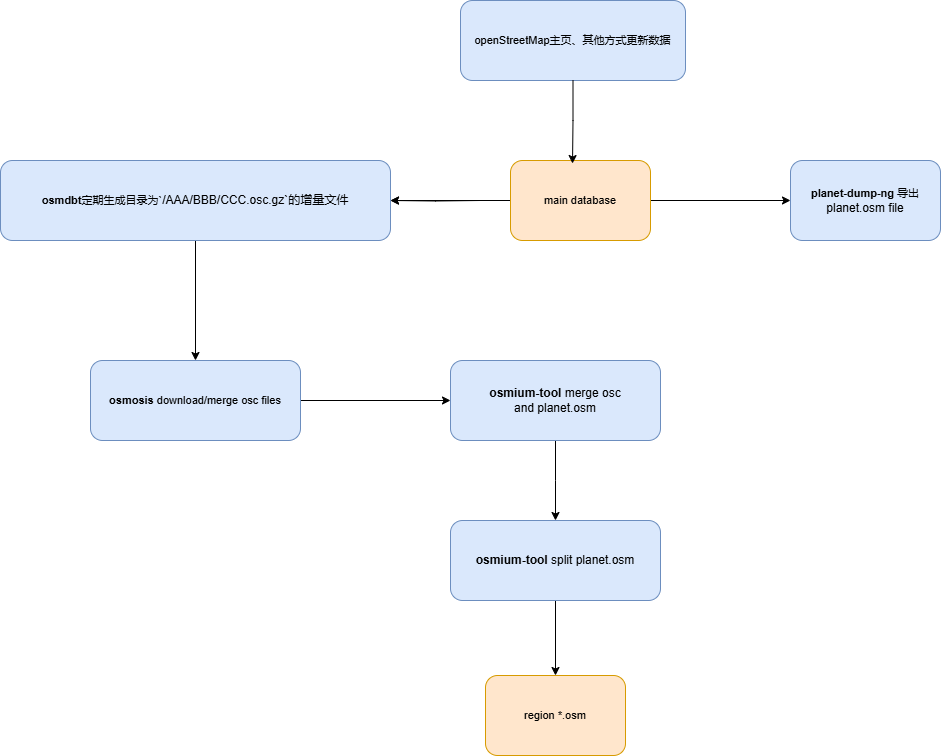 openStreetMap主页、其他方式更新数据
osmdbt定期生成目录为`/AAA/BBB/CCC.osc.gz`的增量文件
main database
planet-dump-ng 导出
planet.osm file
osmosis download/merge osc files
osmium-tool merge osc
and planet.osm
osmium-tool split planet.osm
region *.osm